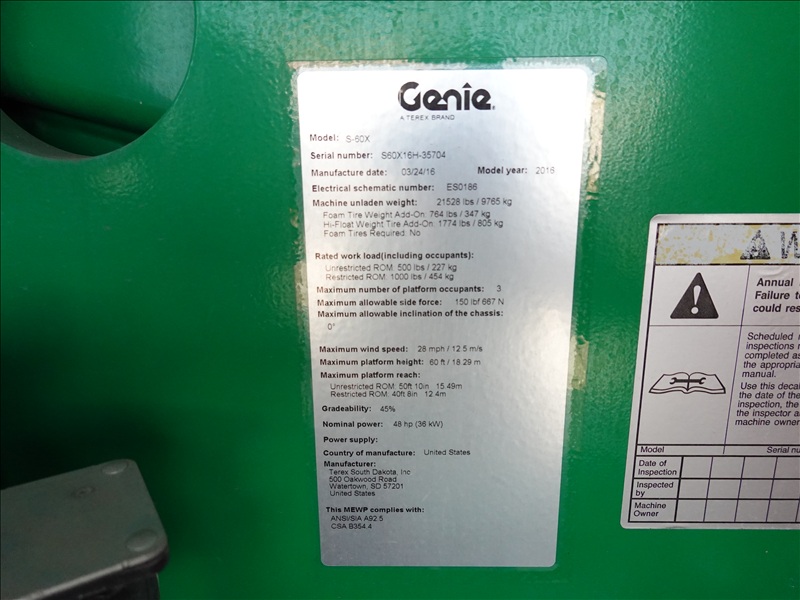 Genie
A TEREX BRAND
Model: S-60X
Serial number: S60X16H-35704
Manufacture date: 03/24/16 Model year: 2016
Electrical schematic number: ES0186
Machine unladen weight: 21528 lbs / 9765 kg
Foam Tire Weight Add-On: 764 lbs / 347 kg
Hi-Float Weight Tire Add-On: 1774 lbs / 805 kg
Foam Tires Required: No
Rated work load(including occupants):
Unrestricted ROM: 500 lbs / 227 kg
Restricted ROM: 1000 lbs / 454 kg
Maximum number of platform occupants: 3
Maximum allowable side force: 150 lbf 667 N
Maximum allowable inclination of the chassis:
0°
Maximum wind speed: 28 mph / 12.5 m/s
Maximum platform height: 60 ft / 18.29 m
Maximum platform reach:
Unrestricted ROM: 50ft 10in 15.49m
Restricted ROM: 40ft 8in 12.4m
Gradeability: 45%
Nominal power: 48 hp (36 kW)
Power supply:
Country of manufacture: United States
Manufacturer:
Terex South Dakota, Inc
500 Oakwood Road
Watertown, SD 57201
United States
This MEWP complies with:
ANSI/SIA A92.5
CSA B354.4
Annual
Failure to
could res
Scheduled
inspections
completed as
the appropria
manual.
Use this deca
the date of the
inspection, the
the inspector a
machine owner
Model Serial nu
Date of
Inspection
Inspected
by
Machine
Owner